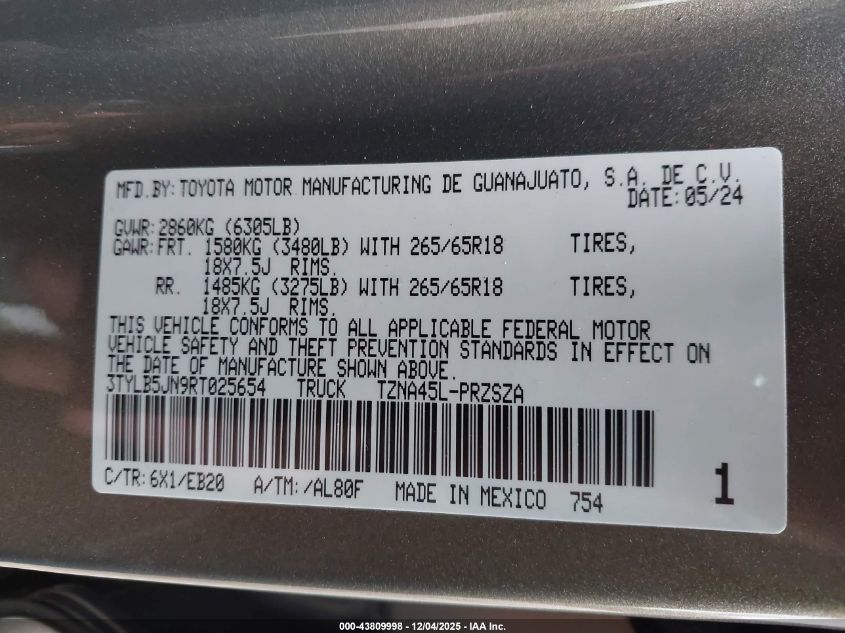 MFD.BY:TOYOTA MOTOR MANUFACTURING DE GUANAJUATO, S.A. DE C.V.
DATE:05/24
GVWR:2860KG (6305LB)
GAWR:FRT. 1580KG (3480LB) WITH 265/65R18 TIRES,
18X7.5J RIMS.
RR. 1485KG (3275LB) WITH 265/65R18 TIRES,
18X7.5J RIMS.
THIS VEHICLE CONFORMS TO ALL APPLICABLE FEDERAL MOTOR
VEHICLE SAFETY AND THEFT PREVENTION STANDARDS IN EFFECT ON
THE DATE OF MANUFACTURE SHOWN ABOVE.
3TYLB5JN9RT025654 TRUCK TZNA45L-PRZSZA
C/TR:6X1/EB20 A/TM:/AL80F MADE IN MEXICO 754
1
000-43809998 - 12/04/2025 - IAA Inc.